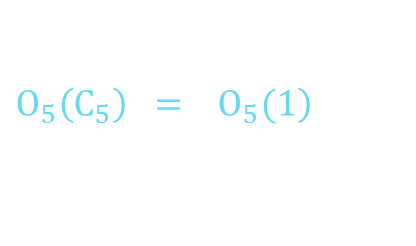 O₅(C₅) = O₅(1)